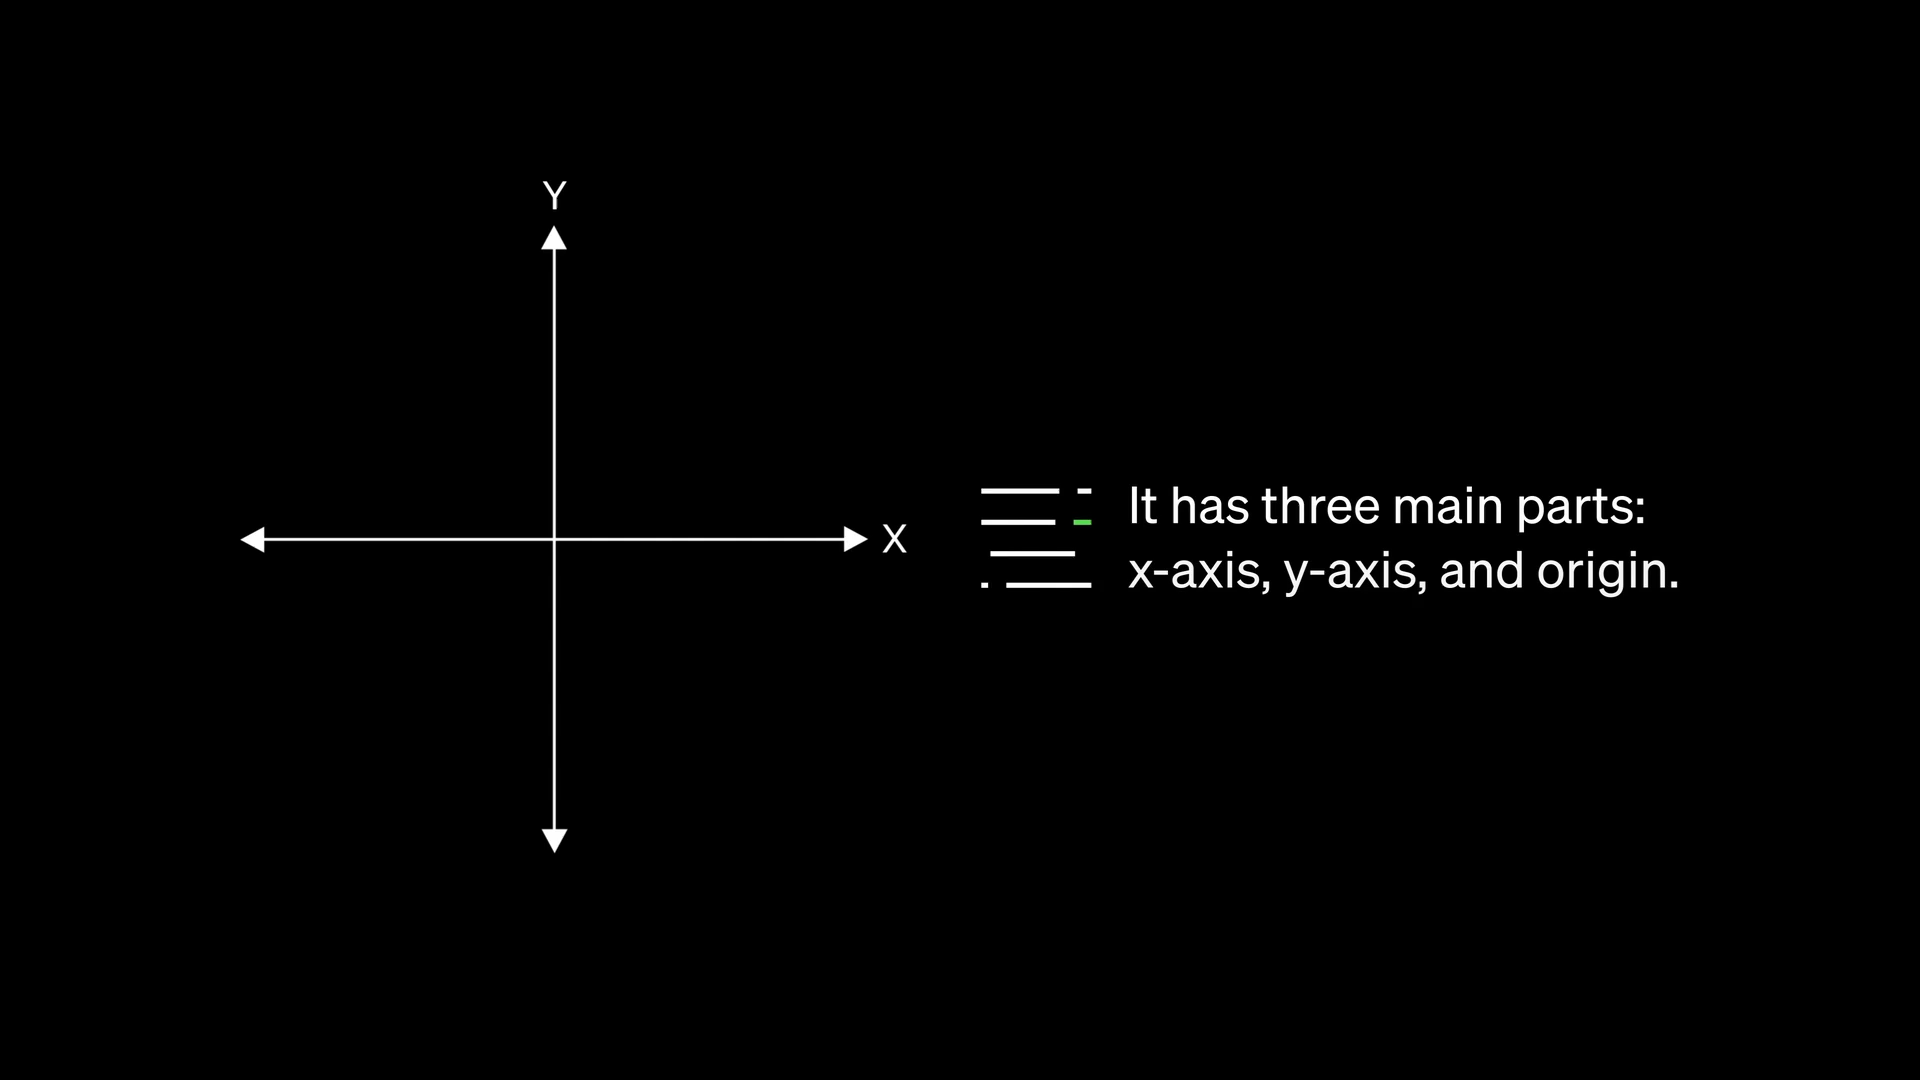 Y
X
It has three main parts:
x-axis, y-axis, and origin.